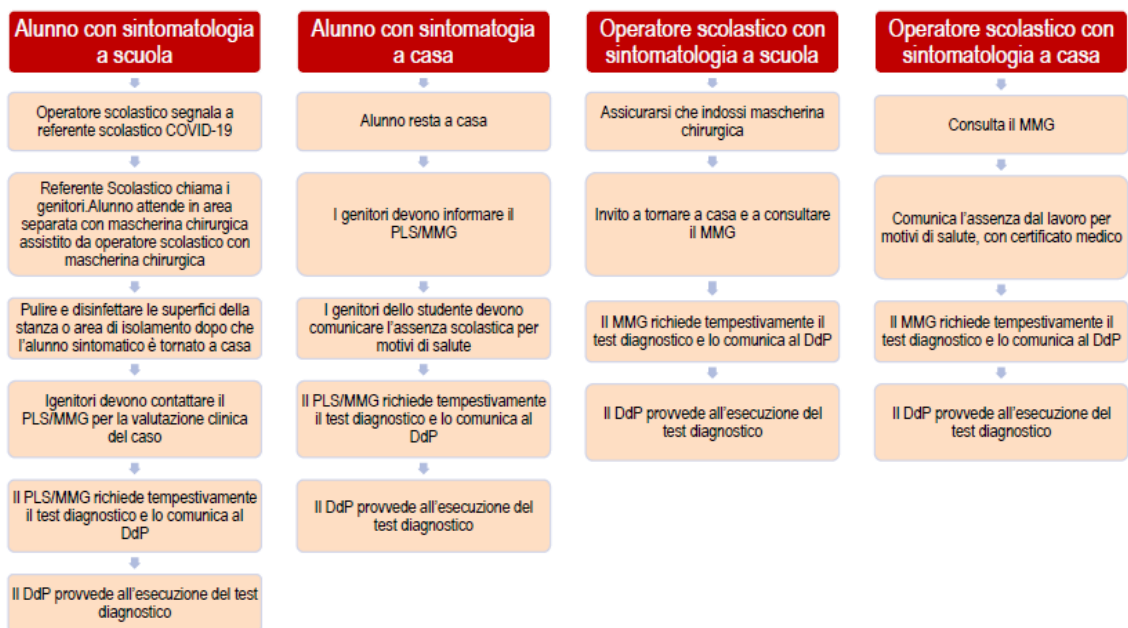 Alunno con sintomatologia
a scuola
Operatore scolastico segnala a
referente scolastico COVID-19
Referente Scolastico chiama i
genitori.Alunno attende in area
separata con mascherina chirurgica
assistito da operatore scolastico con
mascherina chirurgica
Pulire e disinfettare le superfici della
stanza o area di isolamento dopo che
l'alunno sintomatico è tornato a casa
Igenitori devono contattare il
PLS/MMG per la valutazione clinica
del caso
Il PLS/MMG richiede tempestivamente
il test diagnostico e lo comunica al
DdP
Il DdP provvede all'esecuzione del test
diagnostico
Alunno con sintomatogia
a casa
Alunno resta a casa
I genitori devono informare il
PLS/MMG
I genitori dello studente devono
comunicare l'assenza scolastica per
motivi di salute
Il PLS/MMG richiede tempestivamente
il test diagnostico e lo comunica al
DdP
Il DdP provvede all'esecuzione del
test diagnostico
Operatore scolastico con
sintomatologia a scuola
Assicurarsi che indossi mascherina
chirurgica
Invito a tornare a casa e a consultare
il MMG
Il MMG richiede tempestivamente il
test diagnostico e lo comunica al DdP
Il DdP provvede all'esecuzione del
test diagnostico
Operatore scolastico con
sintomatologia a casa
Consulta il MMG
Comunica l'assenza dal lavoro per
motivi di salute, con certificato medico
Il MMG richiede tempestivamente il
test diagnostico e lo comunica al DdP
Il DdP provvede all'esecuzione del
test diagnostico